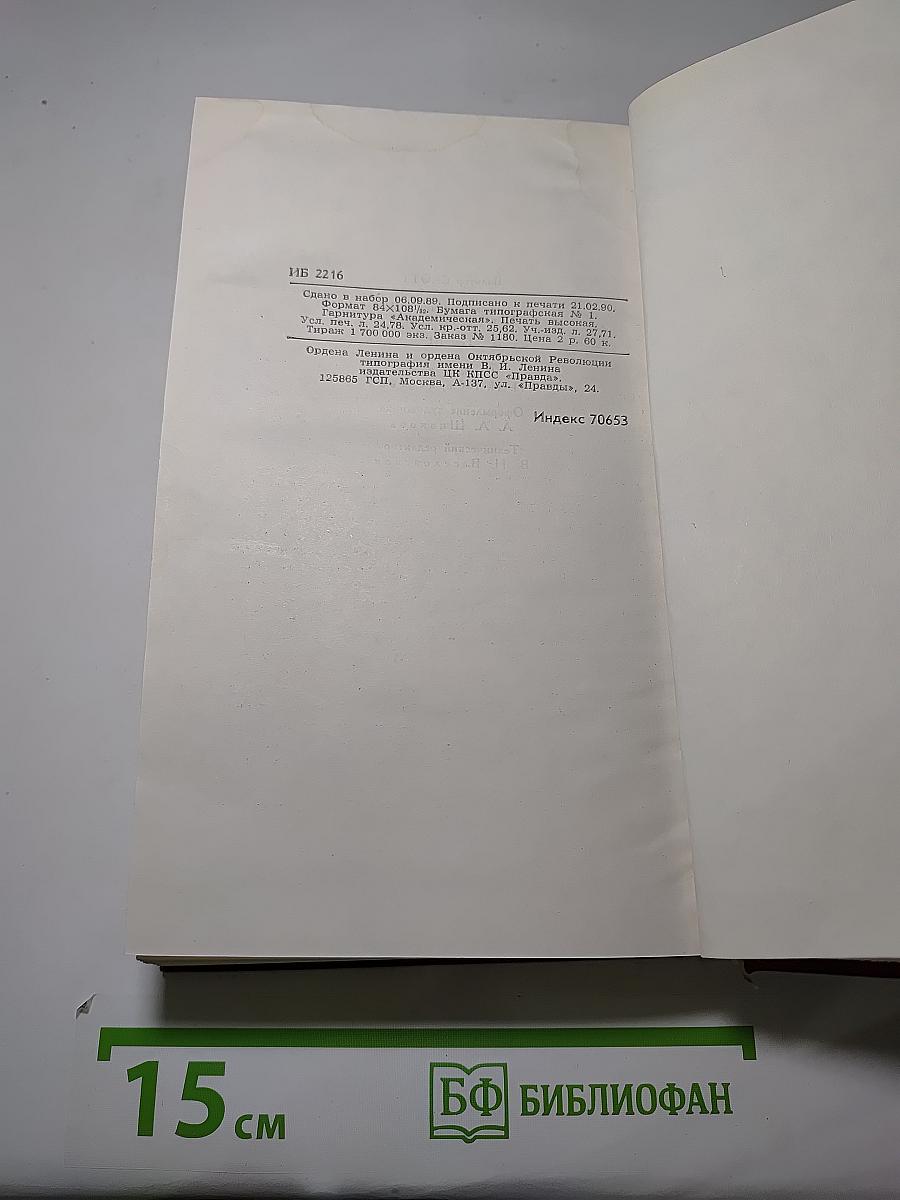 ИБ 2216
Сдано в набор 06.09.89. Подписано к печати 21.02.90.
Формат 84×108¹/₃₂. Бумага типографская № 1.
Гарнитура «Академическая». Печать высокая.
Усл. печ. л. 24,78. Усл. кр.-отт. 25,62. Уч.-изд. л. 27,71.
Тираж 1 700 000 экз. Заказ № 1180. Цена 2 р. 60 к.
Ордена Ленина и ордена Октябрьской Революции
типография имени В. И. Ленина
издательства ЦК КПСС «Правда».
125865 ГСП, Москва, А-137, ул. «Правды», 24.
Индекс 70653
15 см
БФ БИБЛИОФАН